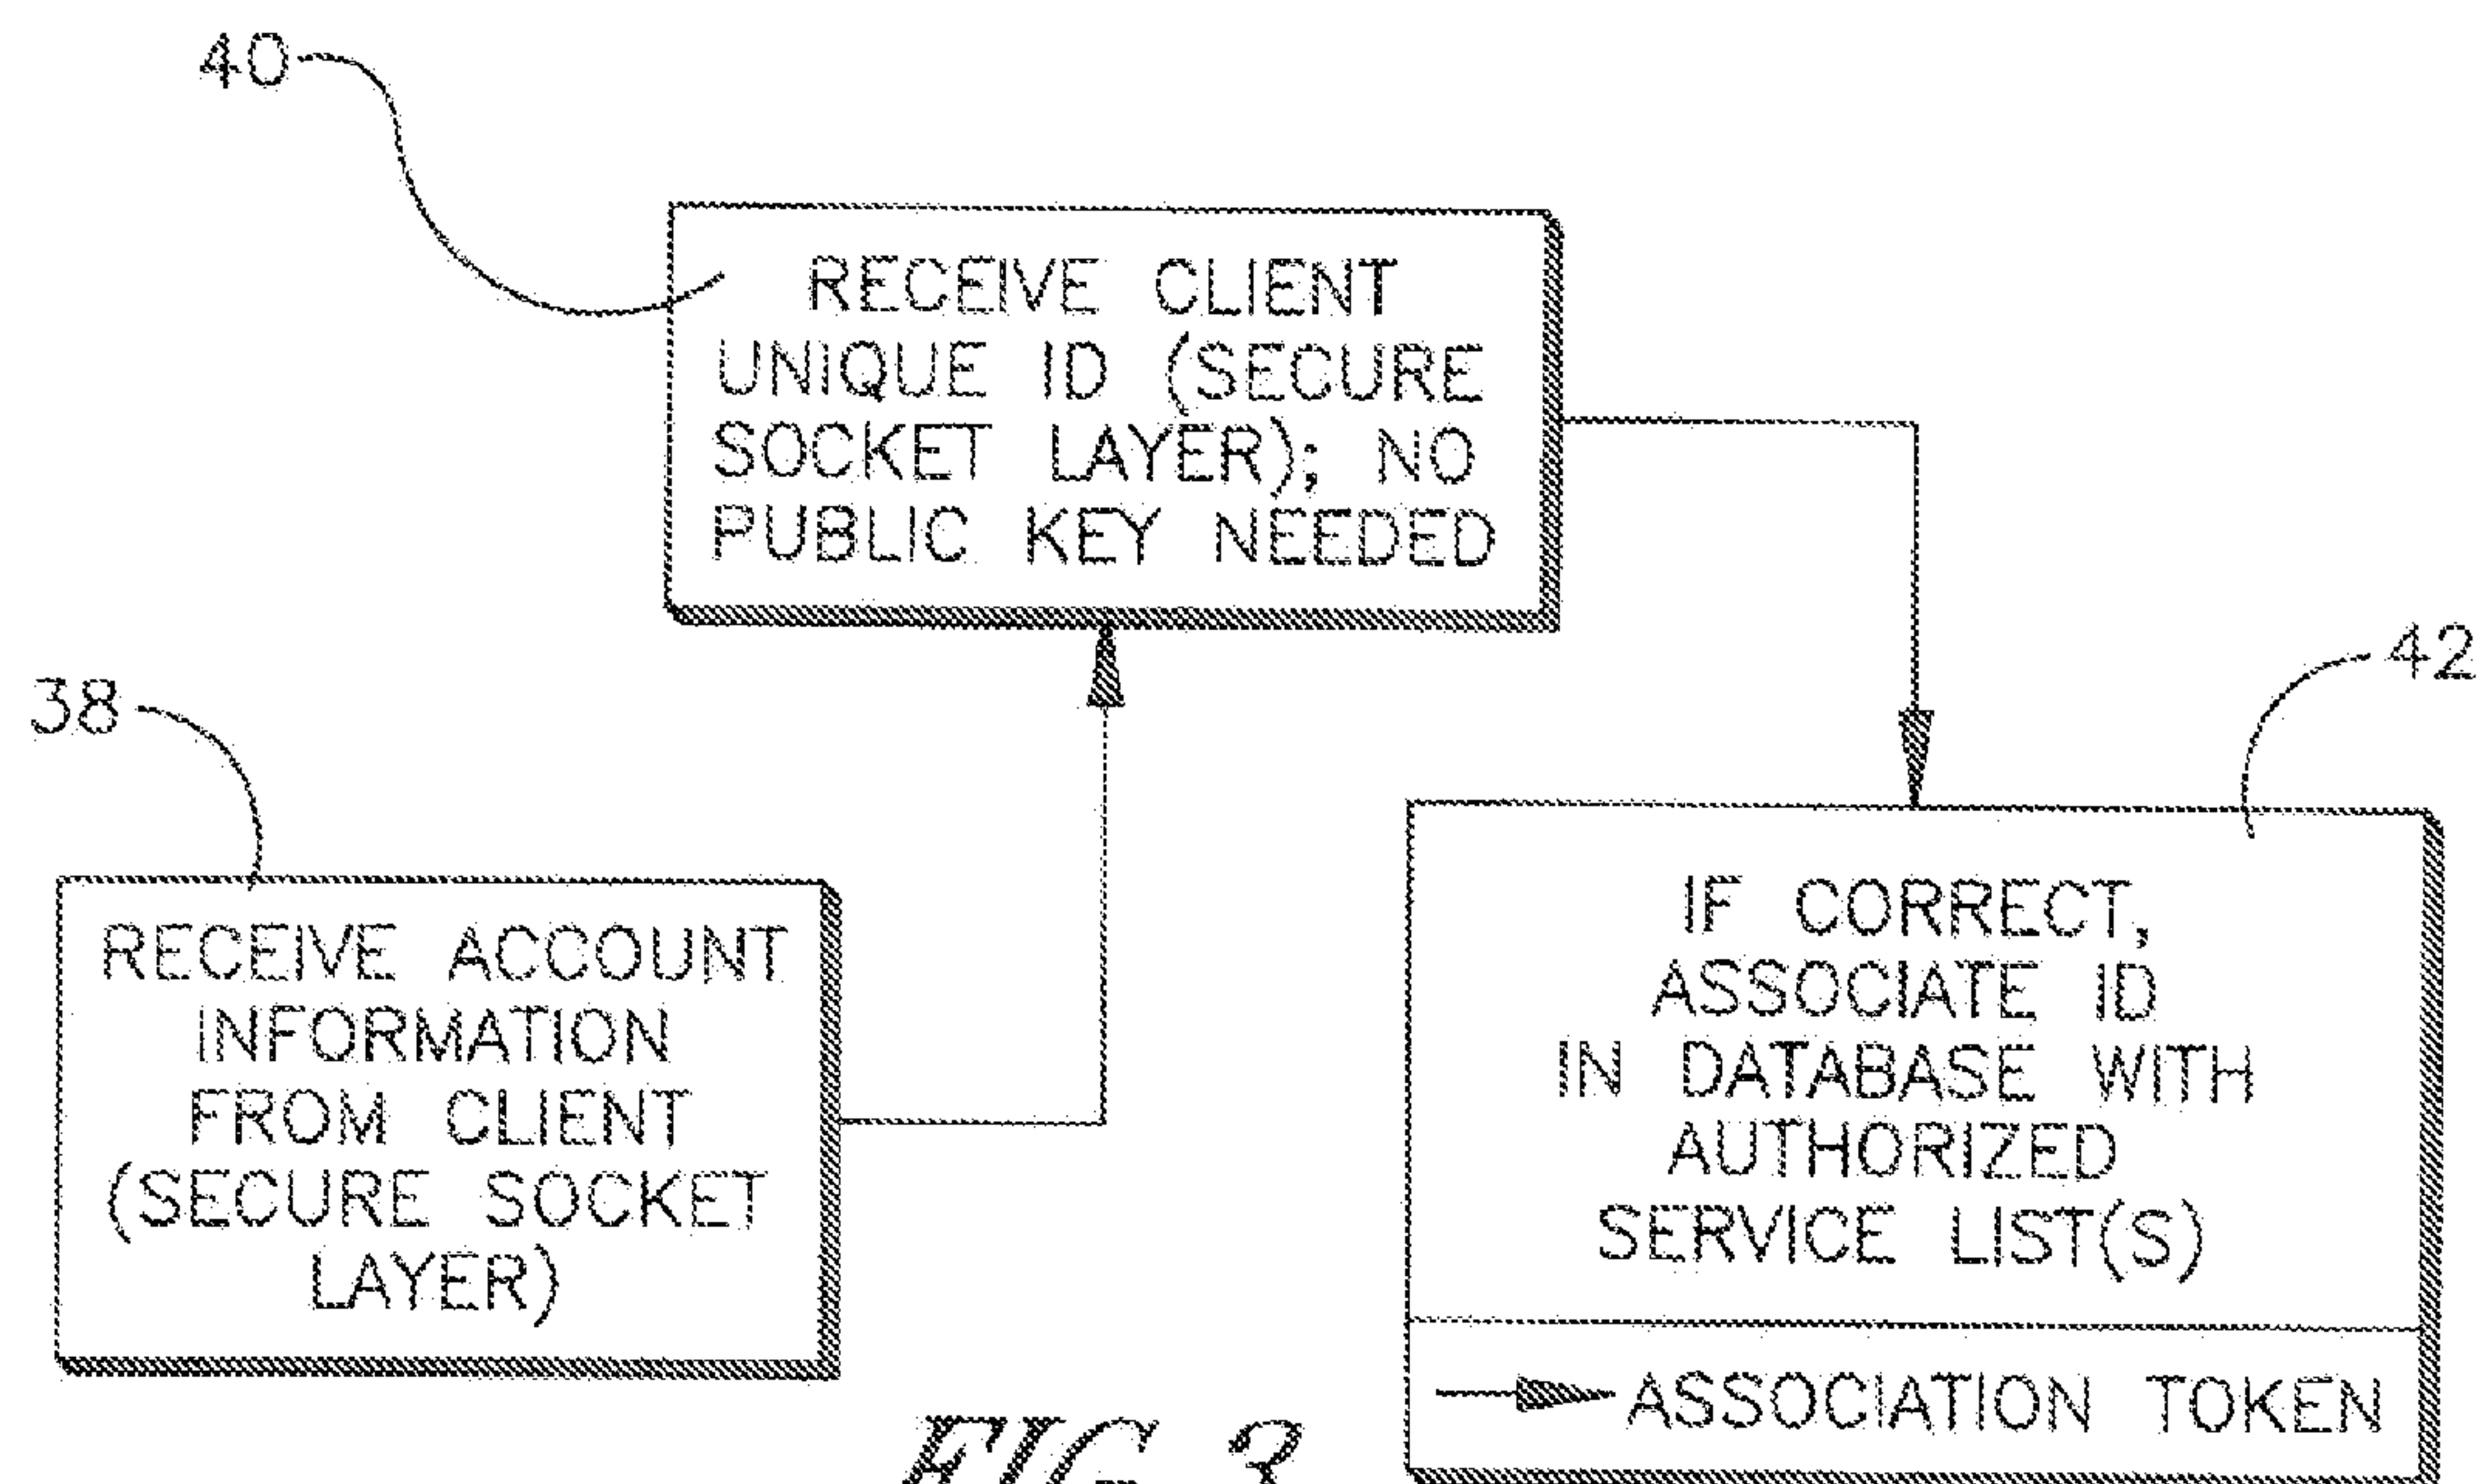 40
RECEIVE CLIENT
UNIQUE ID (SECURE
SOCKET LAYER); NO
PUBLIC KEY NEEDED
42
38
RECEIVE ACCOUNT
INFORMATION
FROM CLIENT
(SECURE SOCKET
LAYER)
IF CORRECT,
ASSOCIATE ID
IN DATABASE WITH
AUTHORIZED
SERVICE LIST(S)
ASSOCIATION TOKEN
FIG. 3